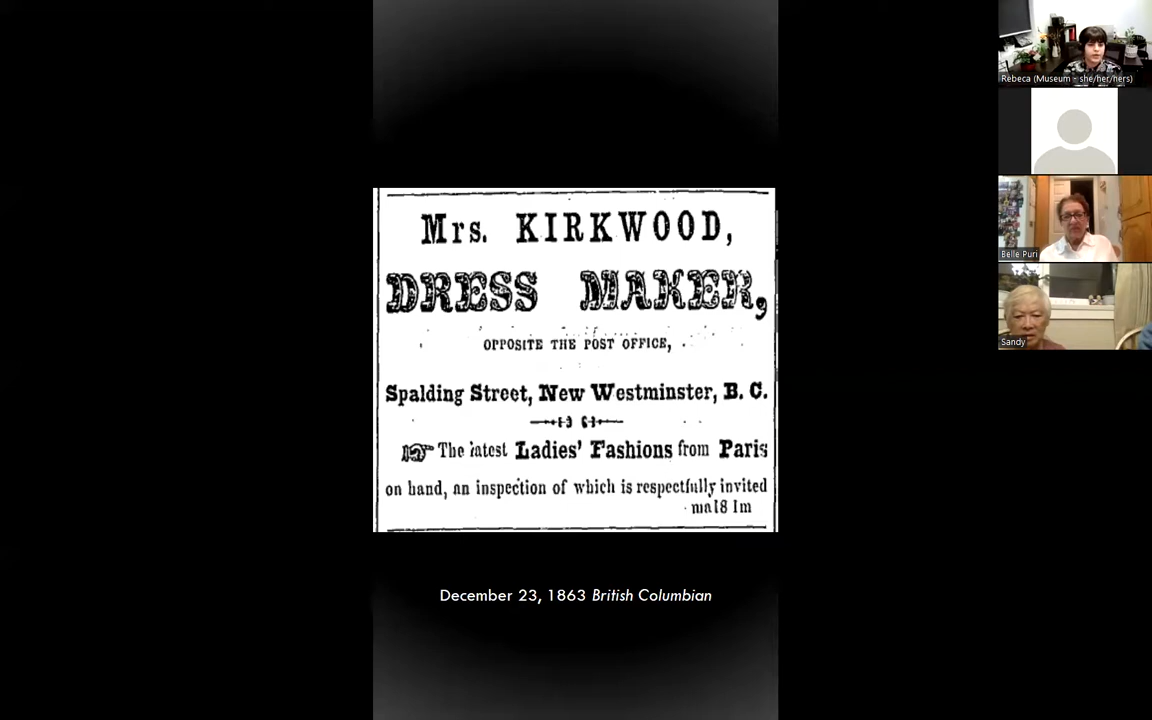 Mrs. KIRKWOOD,
DRESS MAKER,
OPPOSITE THE POST OFFICE,
Spalding Street, New Westminster, B. C.
The latest Ladies' Fashions from Paris
on hand, an inspection of which is respectfully invited
ma18 1m
December 23, 1863 British Columbian
Rebeca (Museum - she/her/hers)
Belle Puri
Sandy